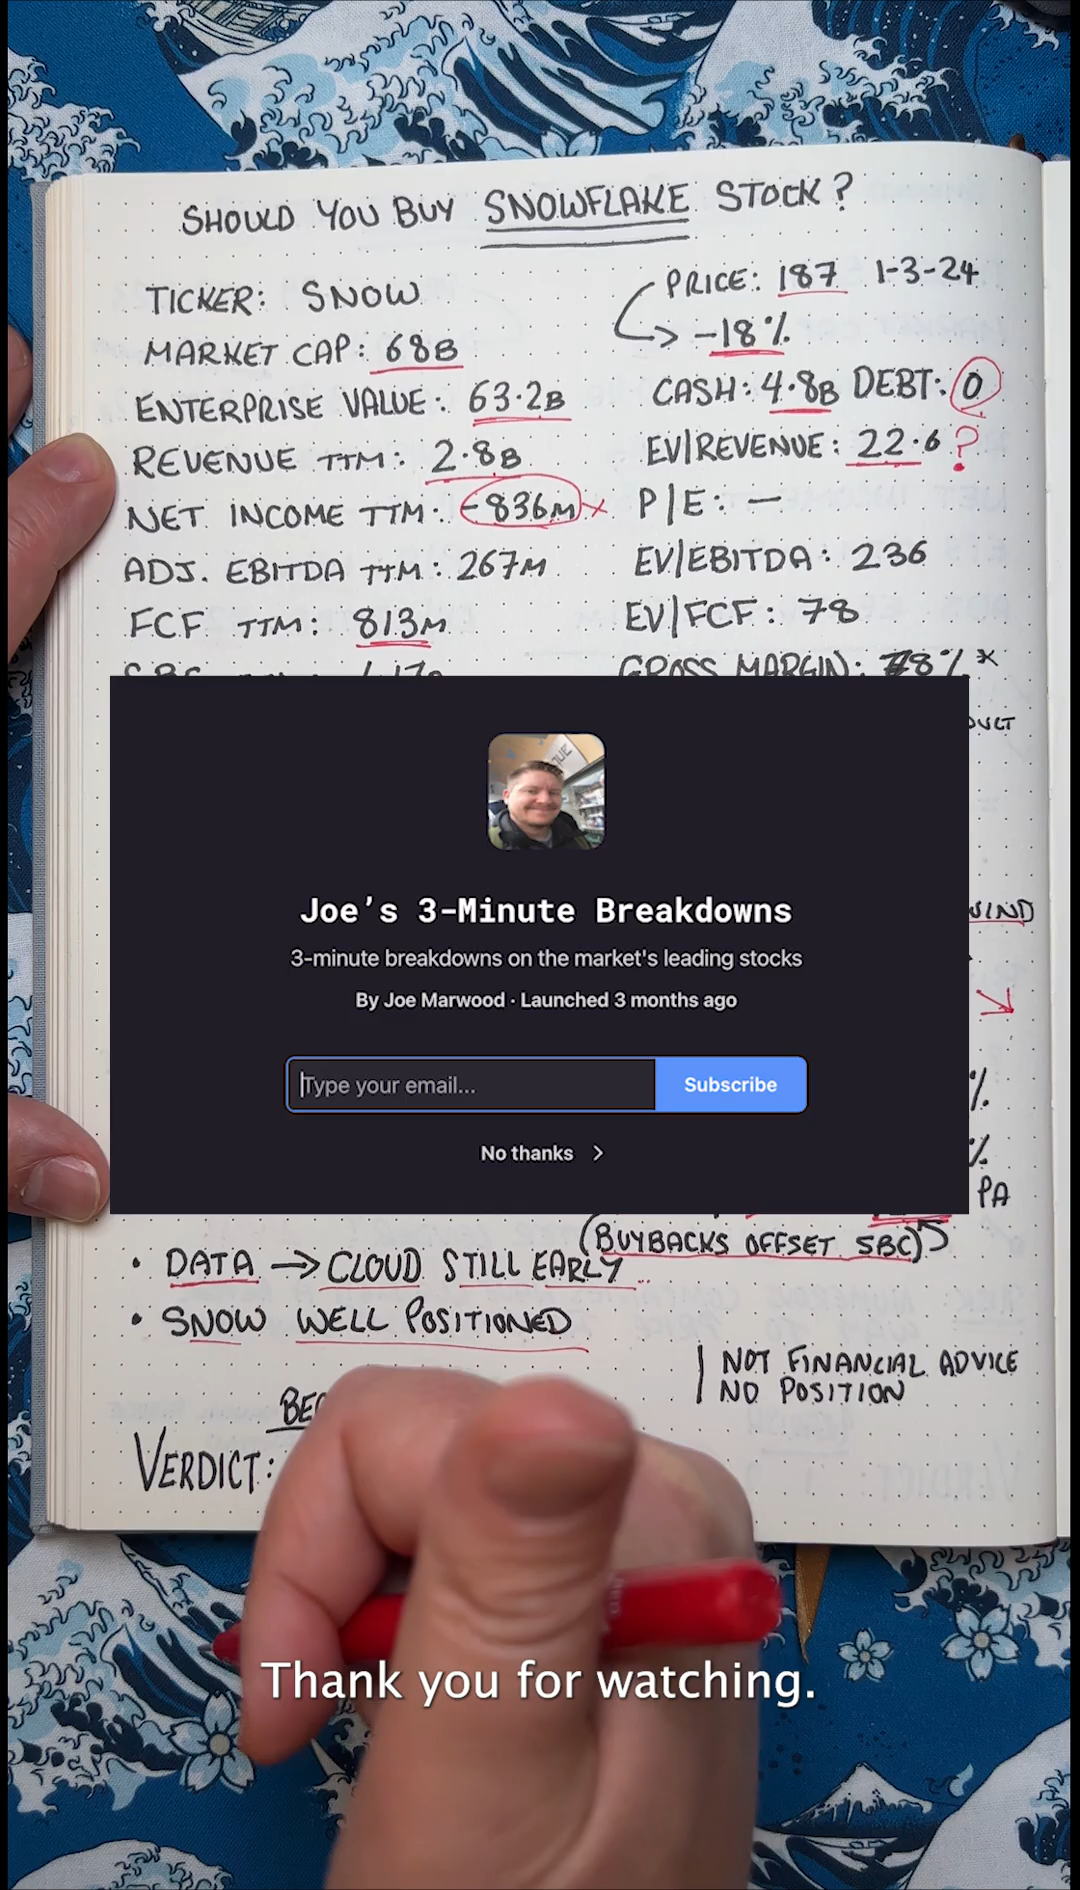 SHOULD YOU BUY SNOWFLAKE STOCK?
TICKER: SNOW
MARKET CAP: 68B
ENTERPRISE VALUE: 63.2B
REVENUE TTM: 2.8B
NET INCOME TTM: -836M
ADJ. EBITDA TTM: 267M
FCF TTM: 813M
PRICE: 187 1-3-24
-18%
CASH: 4.8B DEBT: 0
EV/REVENUE: 22.6 ?
P/E: —
EV/EBITDA: 236
EV/FCF: 78
GROSS MARGIN: 78% *
Joe's 3-Minute Breakdowns
3-minute breakdowns on the market's leading stocks
By Joe Marwood · Launched 3 months ago
Type your email...
Subscribe
No thanks
%
%
PA
(BUYBACKS OFFSET SBC)
• DATA → CLOUD STILL EARLY
• SNOW WELL POSITIONED
NOT FINANCIAL ADVICE
NO POSITION
VERDICT:
Thank you for watching.